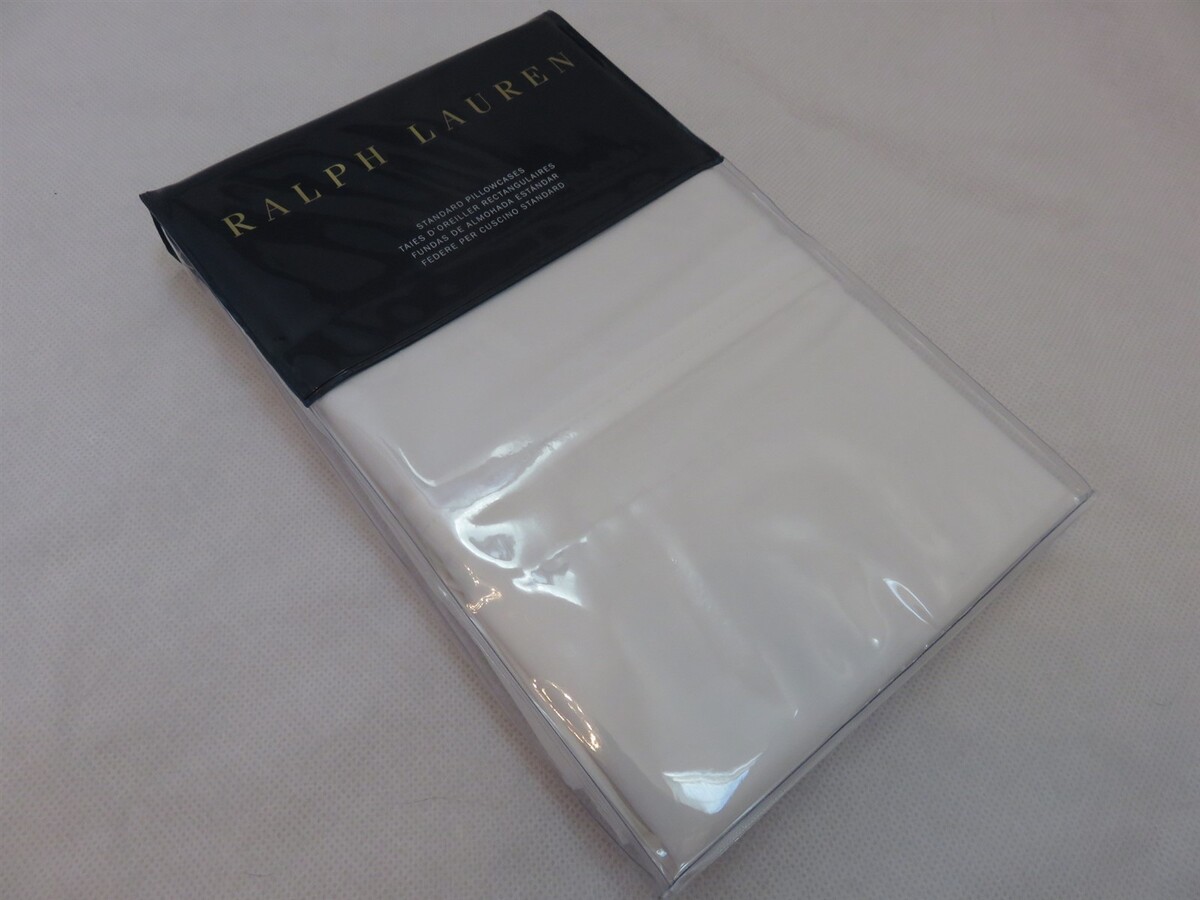 RALPH LAUREN
STANDARD PILLOWCASES
TAIES D'OREILLER RECTANGULAIRES
FUNDAS DE ALMOHADA ESTÁNDAR
FEDERE PER CUSCINO STANDARD